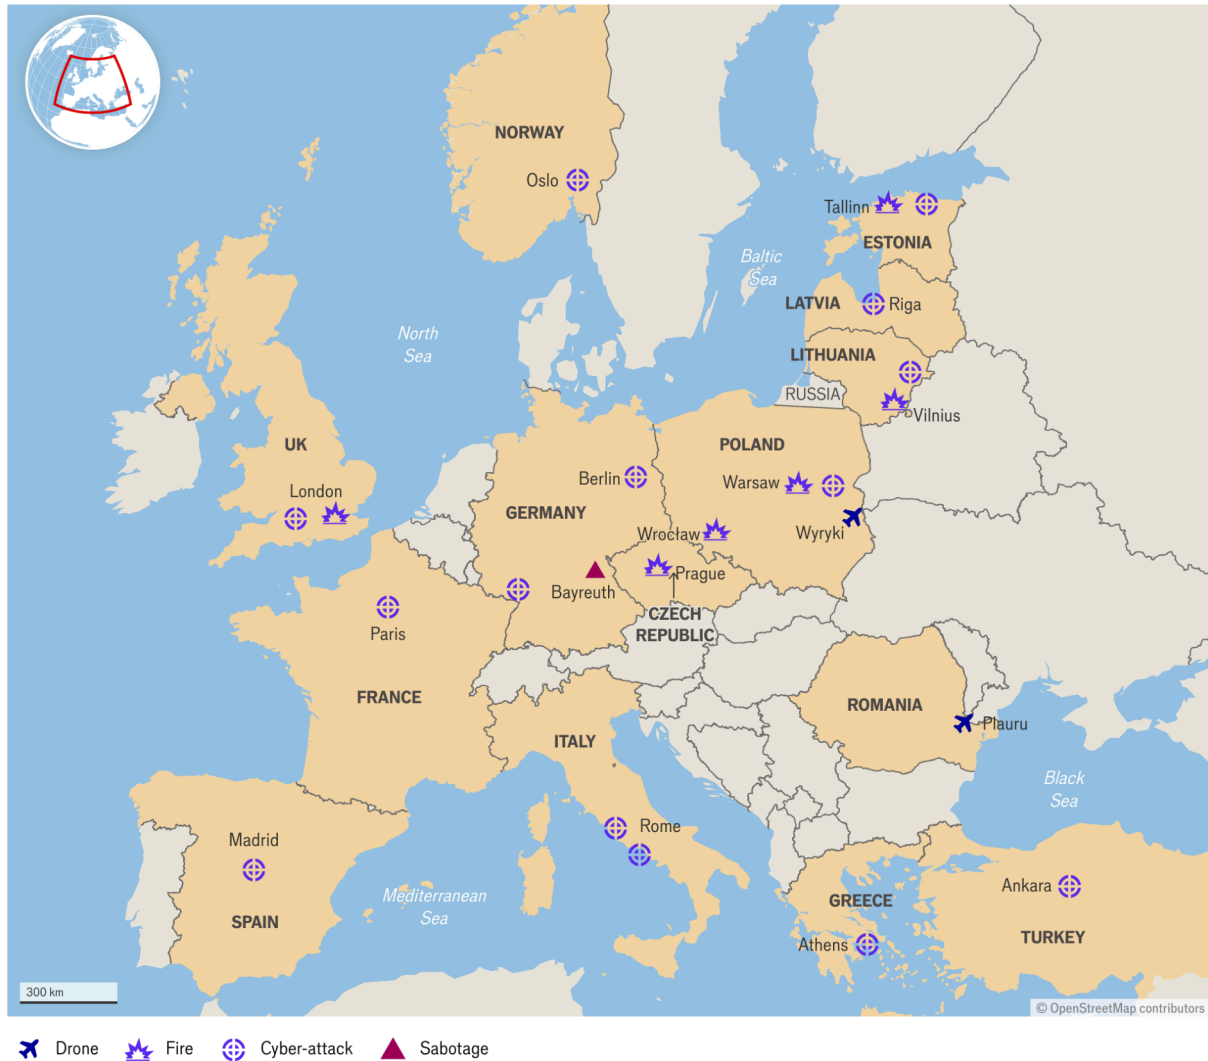 NORWAY
Oslo
Tallinn
ESTONIA
Baltic
Sea
LATVIA
Riga
North
Sea
LITHUANIA
RUSSIA
Vilnius
UK
POLAND
Berlin
Warsaw
London
GERMANY
Wyryki
Wrocław
Prague
Bayreuth
CZECH
REPUBLIC
Paris
FRANCE
ROMANIA
Plauru
ITALY
Black
Sea
Rome
Madrid
Ankara
Mediterranean
Sea
GREECE
SPAIN
Athens
TURKEY
300 km
© OpenStreetMap contributors
Drone Fire Cyber-attack Sabotage